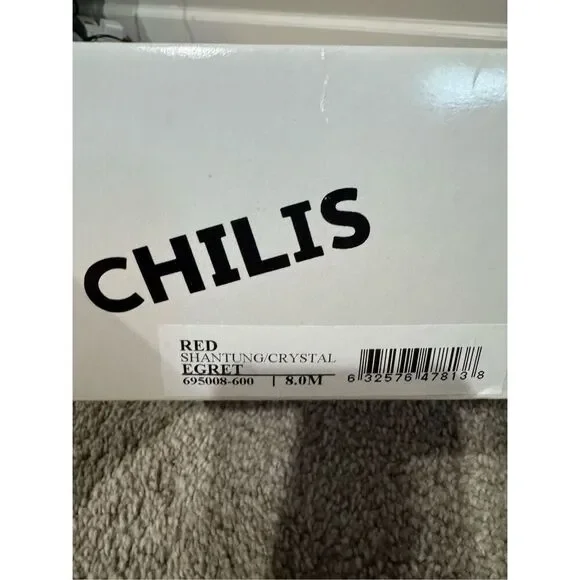 CHILIS
RED
SHANTUNG/CRYSTAL
EGRET
695008-600 | 8.0M
6 32576 47813 8